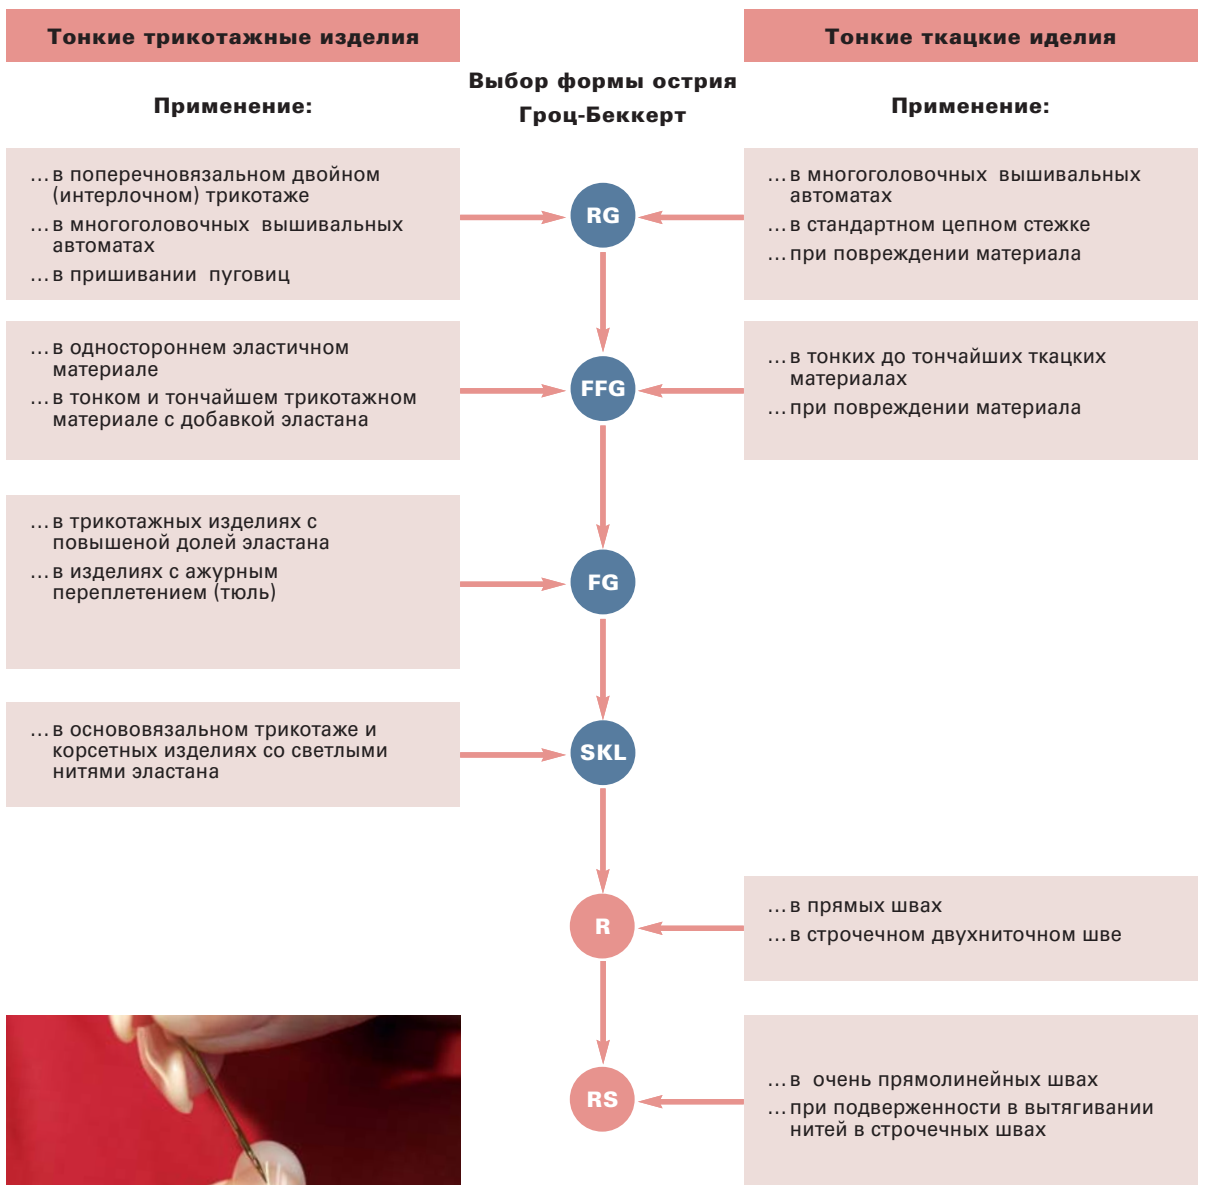 Тонкие трикотажные изделия
Тонкие ткацкие иделия
Выбор формы острия
Гроц-Беккерт
Применение:
Применение:
...в поперечновязальном двойном
(интерлочном) трикотаже
...в многоголовочных вышивальных
автоматах
...в пришивании пуговиц
RG
...в многоголовочных вышивальных
автоматах
...в стандартном цепном стежке
...при повреждении материала
...в одностороннем эластичном
материале
...в тонком и тончайшем трикотажном
материале с добавкой эластана
FFG
...в тонких до тончайших ткацких
материалах
...при повреждении материала
...в трикотажных изделиях с
повышеной долей эластана
...в изделиях с ажурным
переплетением (тюль)
FG
...в основовязальном трикотаже и
корсетных изделиях со светлыми
нитями эластана
SKL
R
...в прямых швах
...в строчечном двухниточном шве
RS
...в очень прямолинейных швах
...при подверженности в вытягивании
нитей в строчечных швах